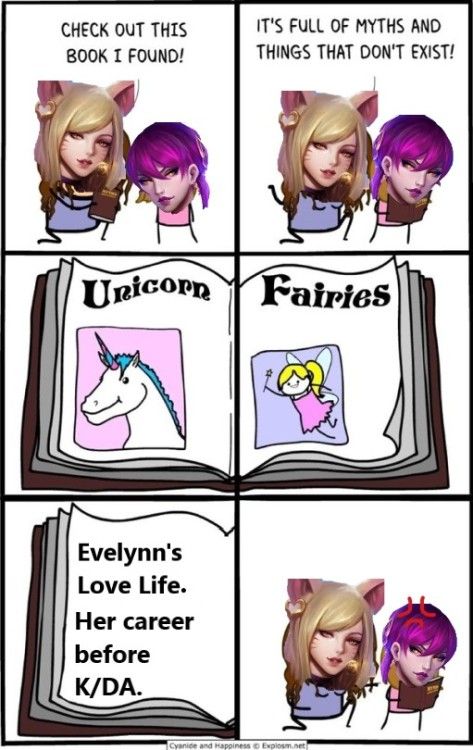 CHECK OUT THIS
BOOK I FOUND!
IT'S FULL OF MYTHS AND
THINGS THAT DON'T EXIST!
Unicorn
Fairies
Evelynn's
Love Life.
Her career
before
K/DA.
Cyanide and Happiness © Explosm.net